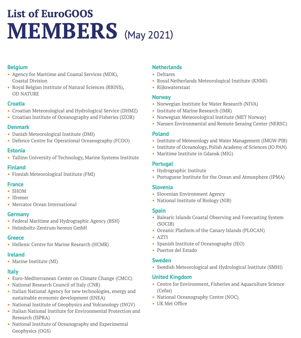 List of EuroGOOS
MEMBERS (May 2021)
Belgium
Agency for Maritime and Coastal Services (MDK),
Coastal Division
Royal Belgian Institute of Natural Sciences (RBINS),
OD NATURE
Croatia
Croatian Meteorological and Hydrological Service (DHMZ)
Croatian Institute of Oceanography and Fisheries (IZOR)
Denmark
Danish Meteorological Institute (DMI)
Defence Centre for Operational Oceanography (FCOO)
Estonia
Tallinn University of Technology, Marine Systems Institute
Finland
Finnish Meteorological Institute (FMI)
France
SHOM
Ifremer
Mercator Ocean International
Germany
Federal Maritime and Hydrographic Agency (BSH)
Helmholtz-Zentrum hereon GmbH
Greece
Hellenic Centre for Marine Research (HCMR)
Ireland
Marine Institute (MI)
Italy
Euro-Mediterranean Center on Climate Change (CMCC)
National Research Council of Italy (CNR)
Italian National Agency for new technologies, energy and
sustainable economic development (ENEA)
National Institute of Geophysics and Volcanology (INGV)
Italian National Institute for Environmental Protection and
Research (ISPRA)
National Institute of Oceanography and Experimental
Geophysics (OGS)
Netherlands
Deltares
Royal Netherlands Meteorological Institute (KNMI)
Rijkswaterstaat
Norway
Norwegian Institute for Water Research (NIVA)
Institute of Marine Research (IMR)
Norwegian Meteorological Institute (MET Norway)
Nansen Environmental and Remote Sensing Center (NERSC)
Poland
Institute of Meteorology and Water Management (IMGW-PIB)
Institute of Oceanology, Polish Academy of Sciences (IO PAN)
Maritime Institute in Gdańsk (MIG)
Portugal
Hydrographic Institute
Portuguese Institute for the Ocean and Atmosphere (IPMA)
Slovenia
Slovenian Environment Agency
National Institute of Biology (NIB)
Spain
Balearic Islands Coastal Observing and Forecasting System
(SOCIB)
Oceanic Platform of the Canary Islands (PLOCAN)
AZTI
Spanish Institute of Oceanography (IEO)
Puertos del Estado
Sweden
Swedish Meteorological and Hydrological Institute (SMHI)
United Kingdom
Centre for Environment, Fisheries and Aquaculture Science
(Cefas)
National Oceanography Centre (NOC)
UK Met Office